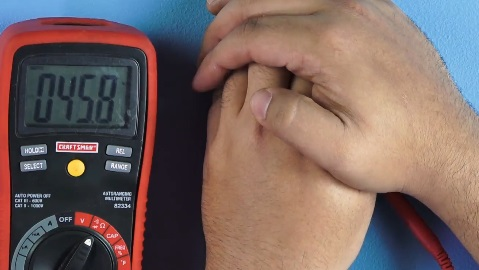 0458
HOLD
CRAFTSMAN
REL
SELECT
RANGE
AUTO POWER OFF
CAT III - 600V
CAT II - 1000V
AUTORANGING
MULTIMETER
82334
OFF
V
Ω
CAP